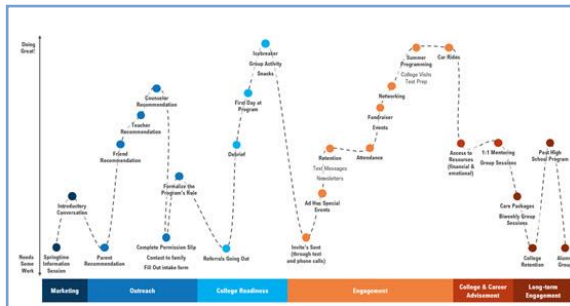 Doing
Great!
Needs
Some
Work
Springtime
Information
Session
Introductory
Conversation
Parent
Recommendation
Friend
Recommendation
Teacher
Recommendation
Counselor
Recommendation
Complete Permission Slip
Contact to family
Fill Out intake form
Formalize the
Program's Role
Referrals Going Out
Debrief
First Day at
Program
Icebreaker
Group Activity
Snacks
Invite's Sent
(through text
and phone calls)
Ad Hoc Special
Events
Retention
Text Messages
Newsletters
Attendance
Fundraiser
Events
Networking
Summer
Programming
College Visits
Test Prep
Car Rides
Access to
Resources
(financial &
emotional)
1:1 Mentoring
Group Sessions
Care Packages
Biweekly Group
Sessions
College
Retention
Post High
School Program
Alumni
Group
Marketing
Outreach
College Readiness
Engagement
College & Career
Advisement
Long-term
Engagement